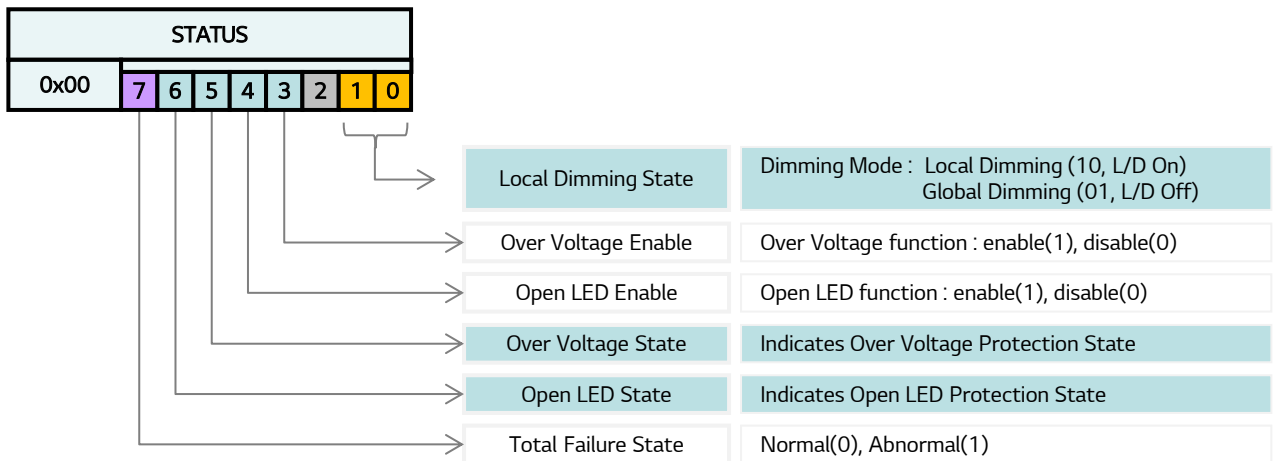 STATUS
0x00 7 6 5 4 3 2 1 0
Local Dimming State Dimming Mode : Local Dimming (10, L/D On)
Global Dimming (01, L/D Off)
Over Voltage Enable Over Voltage function : enable(1), disable(0)
Open LED Enable Open LED function : enable(1), disable(0)
Over Voltage State Indicates Over Voltage Protection State
Open LED State Indicates Open LED Protection State
Total Failure State Normal(0), Abnormal(1)